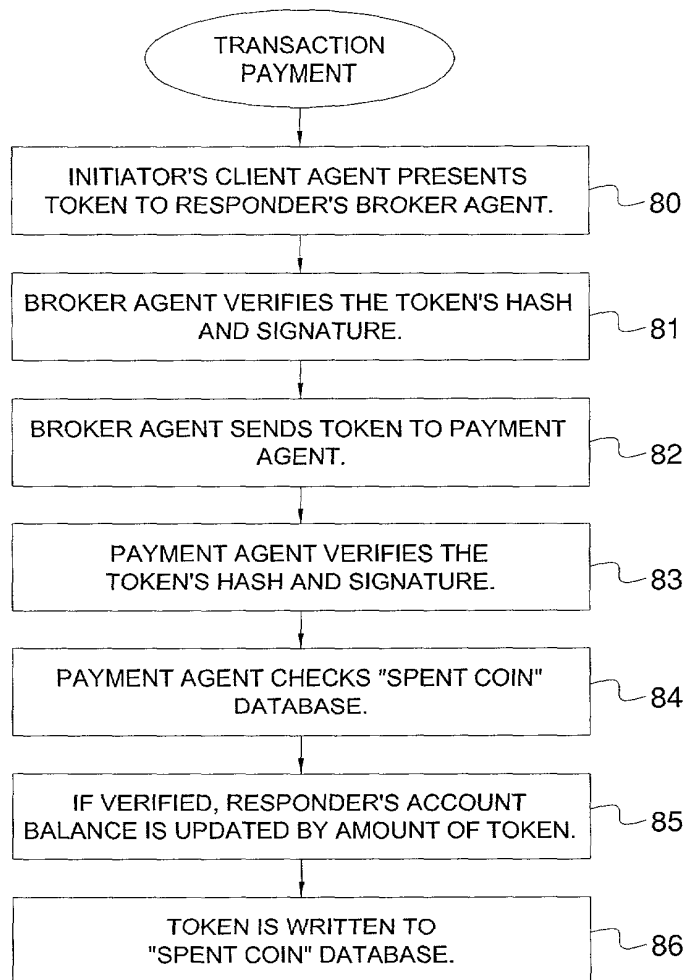 TRANSACTION
PAYMENT
INITIATOR'S CLIENT AGENT PRESENTS
TOKEN TO RESPONDER'S BROKER AGENT.
80
BROKER AGENT VERIFIES THE TOKEN'S HASH
AND SIGNATURE.
81
BROKER AGENT SENDS TOKEN TO PAYMENT
AGENT.
82
PAYMENT AGENT VERIFIES THE
TOKEN'S HASH AND SIGNATURE.
83
PAYMENT AGENT CHECKS "SPENT COIN"
DATABASE.
84
IF VERIFIED, RESPONDER'S ACCOUNT
BALANCE IS UPDATED BY AMOUNT OF TOKEN.
85
TOKEN IS WRITTEN TO
"SPENT COIN" DATABASE.
86